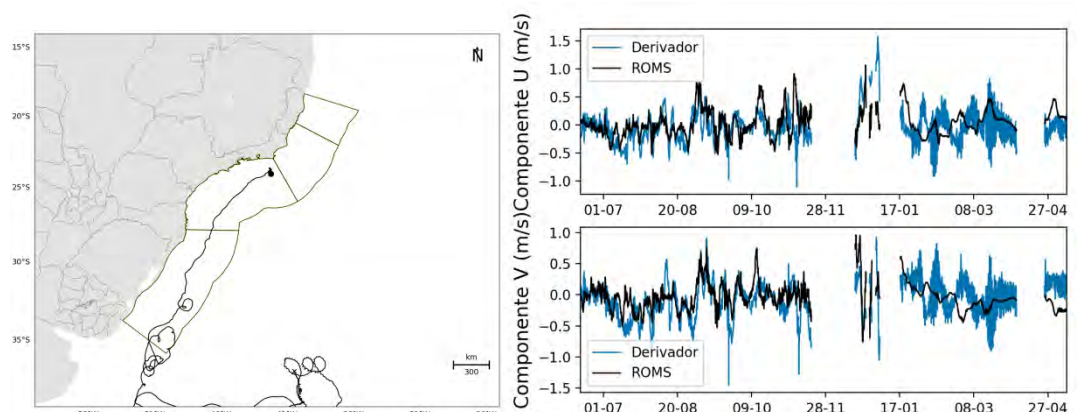 15°S
20°S
25°S
30°S
35°S
N
km
300
Componente U (m/s)
1.5
1.0
0.5
0.0
−0.5
−1.0
Derivador
ROMS
01-07
20-08
09-10
28-11
17-01
08-03
27-04
Componente V (m/s)
1.0
0.5
0.0
−0.5
−1.0
−1.5
Derivador
ROMS
01-07
20-08
09-10
28-11
17-01
08-03
27-04